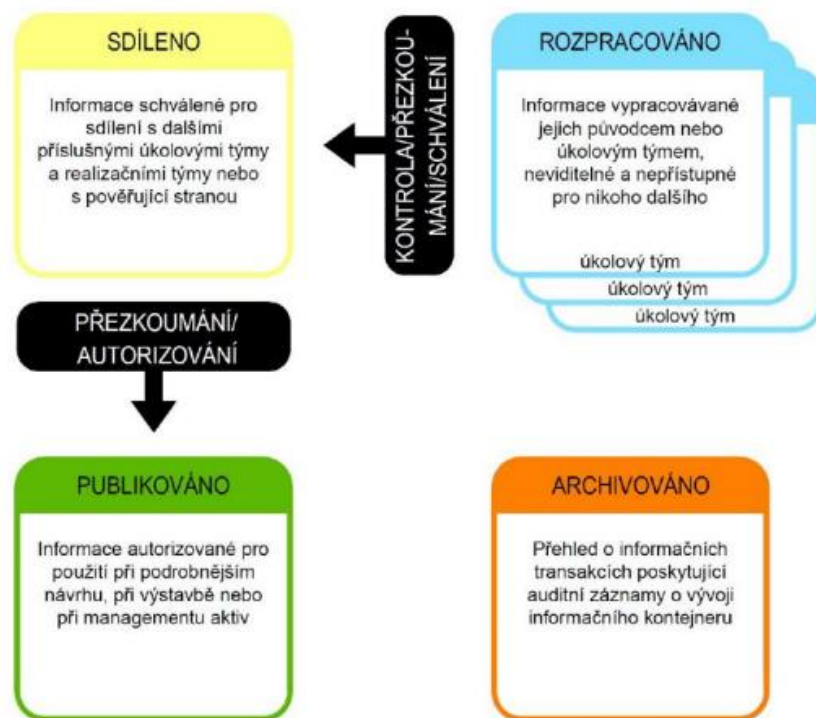 SDÍLENO
Informace schválené pro
sdílení s dalšími
příslušnými úkolovými týmy
a realizačními týmy nebo
s pověřující stranou
KONTROLA/PŘEZKOU-
MÁNÍ/SCHVÁLENÍ
ROZPRACOVÁNO
Informace vypracovávané
jejich původcem nebo
úkolovým týmem,
neviditelné a nepřístupné
pro nikoho dalšího
úkolový tým
úkolový tým
úkolový tým
PŘEZKOUMÁNÍ/
AUTORIZOVÁNÍ
PUBLIKOVÁNO
Informace autorizované pro
použití při podrobnějším
návrhu, při výstavbě nebo
při managementu aktiv
ARCHIVOVÁNO
Přehled o informačních
transakcích poskytující
auditní záznamy o vývoji
informačního kontejneru